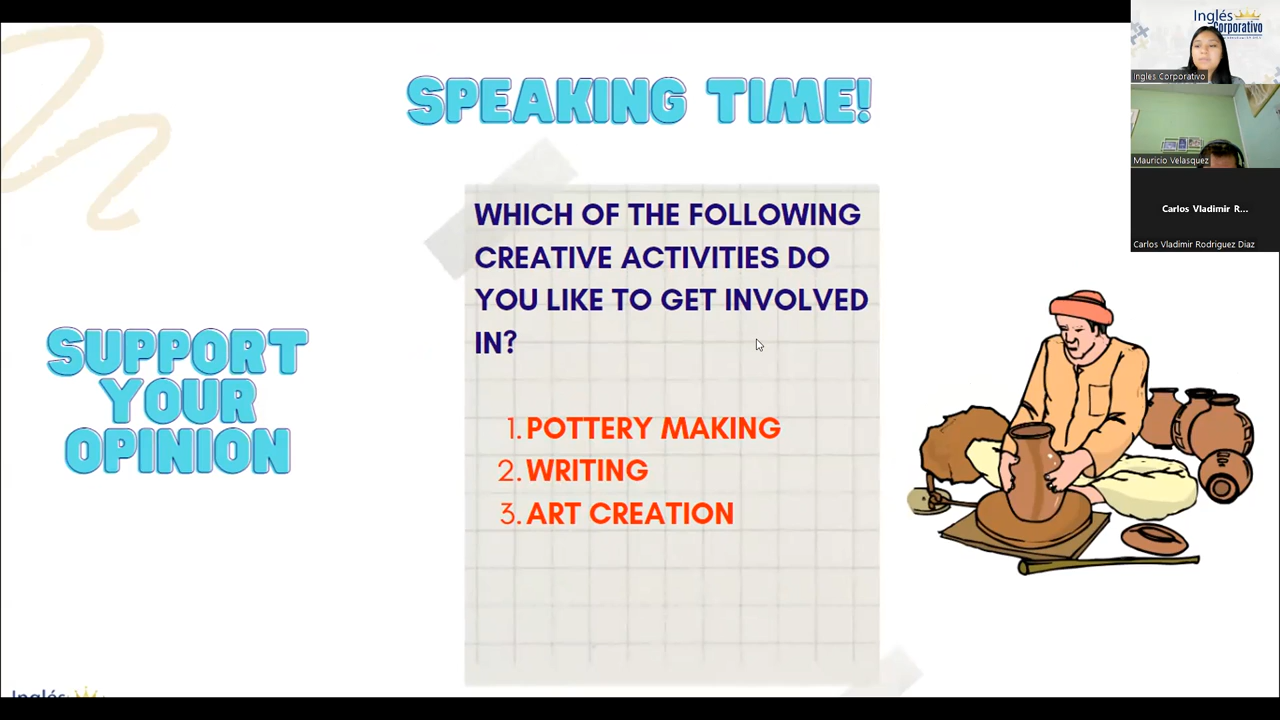 SPEAKING TIME!
SUPPORT
YOUR
OPINION
WHICH OF THE FOLLOWING
CREATIVE ACTIVITIES DO
YOU LIKE TO GET INVOLVED
IN?
1. POTTERY MAKING
2. WRITING
3. ART CREATION
Inglés
Corporativo
Ingles Corporativo
Mauricio Velasquez
Carlos Vladimir R...
Carlos Vladimir Rodriguez Diaz
Inglés